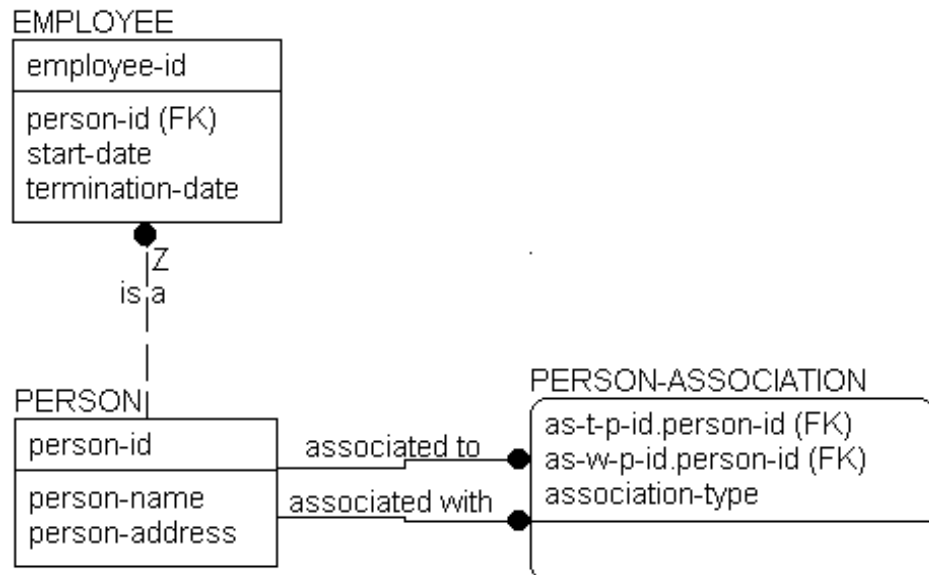 EMPLOYEE
employee-id
person-id (FK)
start-date
termination-date
Z
is a
PERSON
person-id
person-name
person-address
associated to
associated with
PERSON-ASSOCIATION
as-t-p-id.person-id (FK)
as-w-p-id.person-id (FK)
association-type